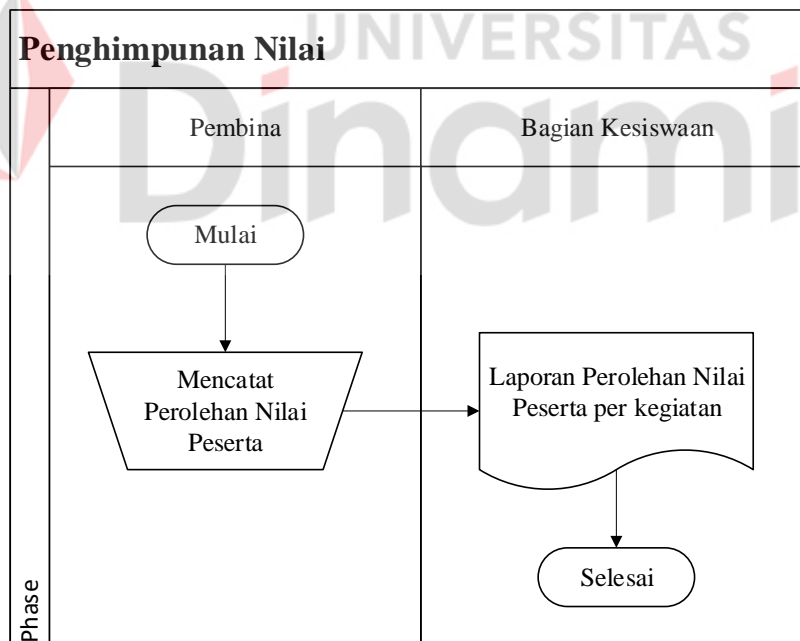 UNIVERSITAS
Dinami
Penghimpunan Nilai
Pembina
Bagian Kesiswaan
Mulai
Mencatat
Perolehan Nilai
Peserta
Laporan Perolehan Nilai
Peserta per kegiatan
Selesai
Phase